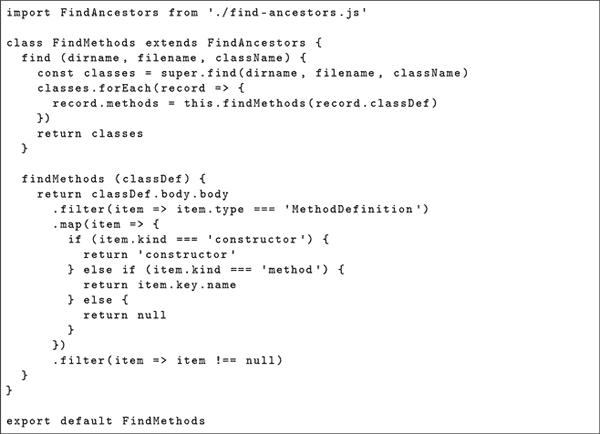 import FindAncestors from './find-ancestors.js'

class FindMethods extends FindAncestors {
  find (dirname, filename, className) {
    const classes = super.find(dirname, filename, className)
    classes.forEach(record => {
      record.methods = this.findMethods(record.classDef)
    })
    return classes
  }

  findMethods (classDef) {
    return classDef.body.body
      .filter(item => item.type === 'MethodDefinition')
      .map(item => {
        if (item.kind === 'constructor') {
          return 'constructor'
        } else if (item.kind === 'method') {
          return item.key.name
        } else {
          return null
        }
      })
      .filter(item => item !== null)
  }
}

export default FindMethods